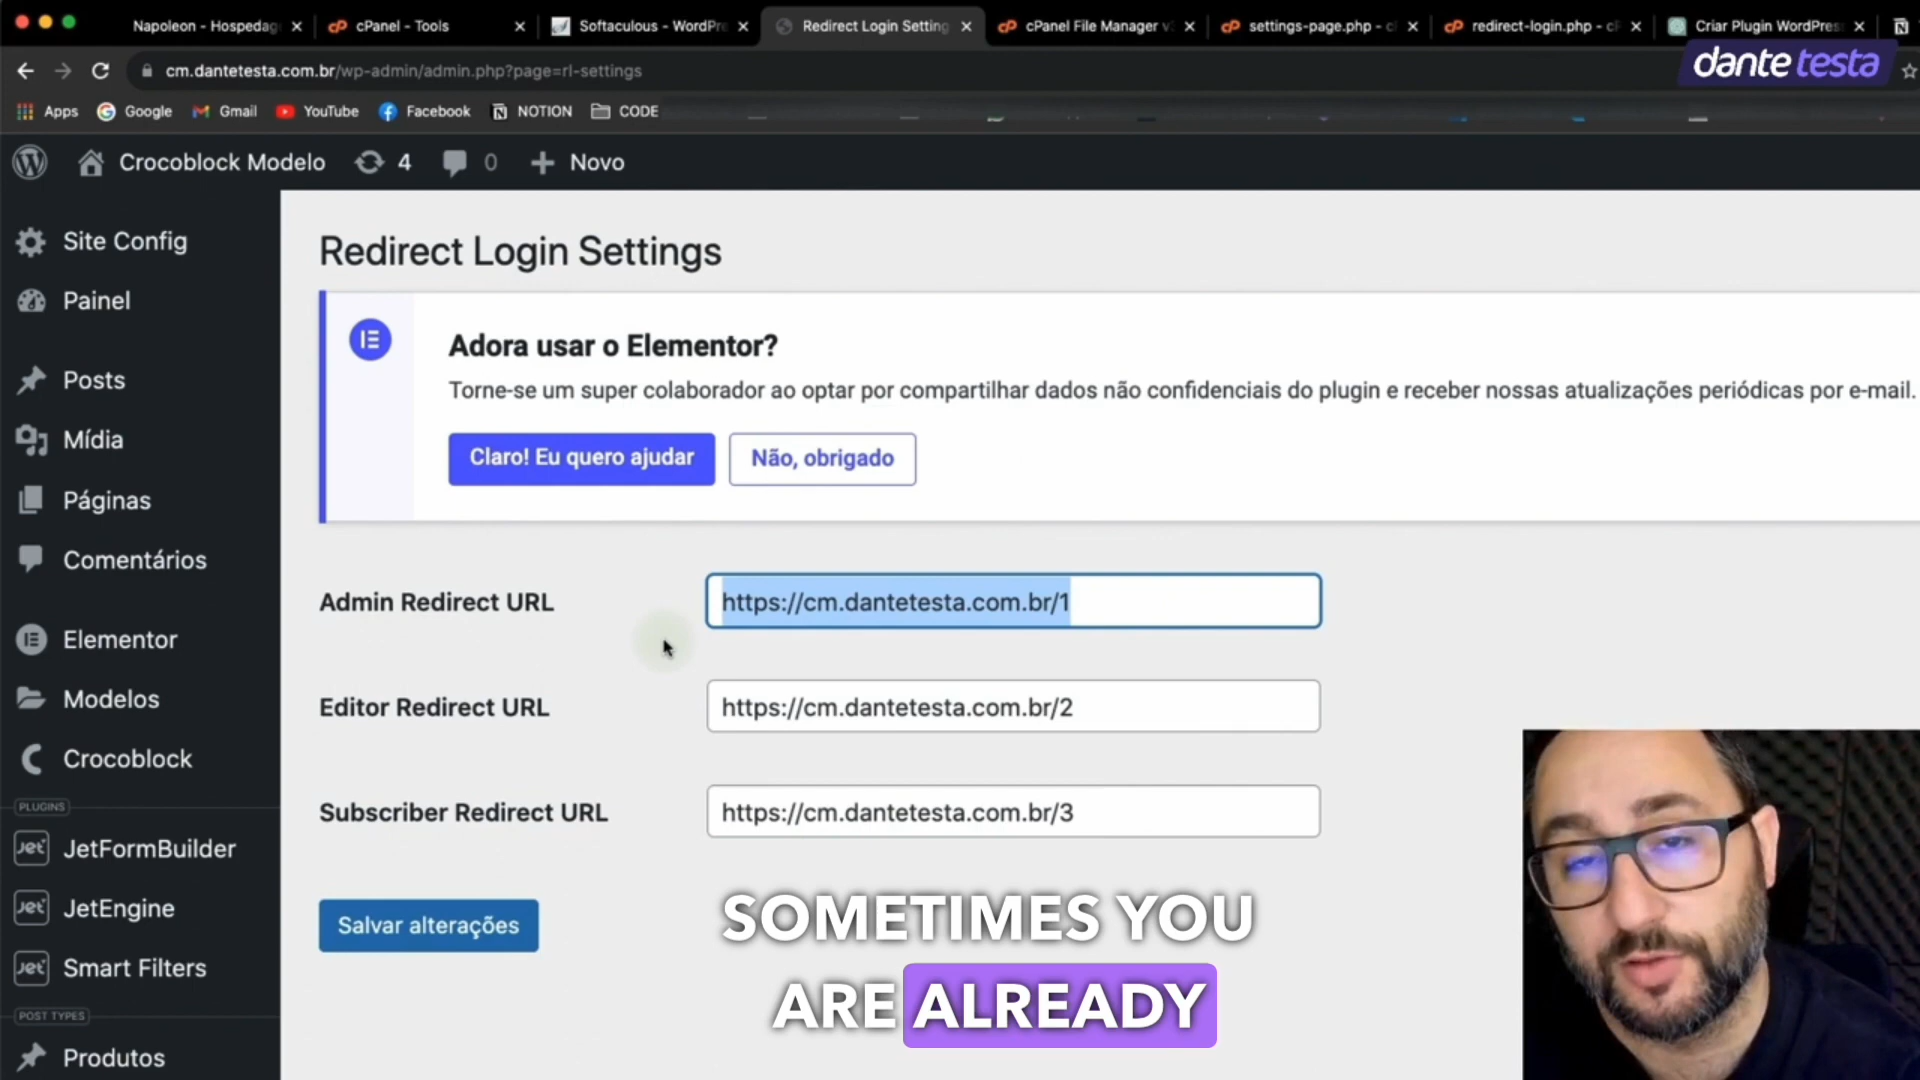 Napoleon - Hospedage
cPanel - Tools
Softaculous - WordPre
Redirect Login Setting
cPanel File Manager v
settings-page.php - cP
redirect-login.php - cP
Criar Plugin WordPress
cm.dantetesta.com.br/wp-admin/admin.php?page=rl-settings
dante testa
Apps
Google
Gmail
YouTube
Facebook
NOTION
CODE
Crocoblock Modelo
4
0
Novo
Site Config
Painel
Posts
Mídia
Páginas
Comentários
Elementor
Modelos
Crocoblock
PLUGINS
JetFormBuilder
JetEngine
Smart Filters
POST TYPES
Produtos
Redirect Login Settings
Adora usar o Elementor?
Torne-se um super colaborador ao optar por compartilhar dados não confidenciais do plugin e receber nossas atualizações periódicas por e-mail.
Claro! Eu quero ajudar
Não, obrigado
Admin Redirect URL
https://cm.dantetesta.com.br/1
Editor Redirect URL
https://cm.dantetesta.com.br/2
Subscriber Redirect URL
https://cm.dantetesta.com.br/3
Salvar alterações
SOMETIMES YOU
ARE ALREADY